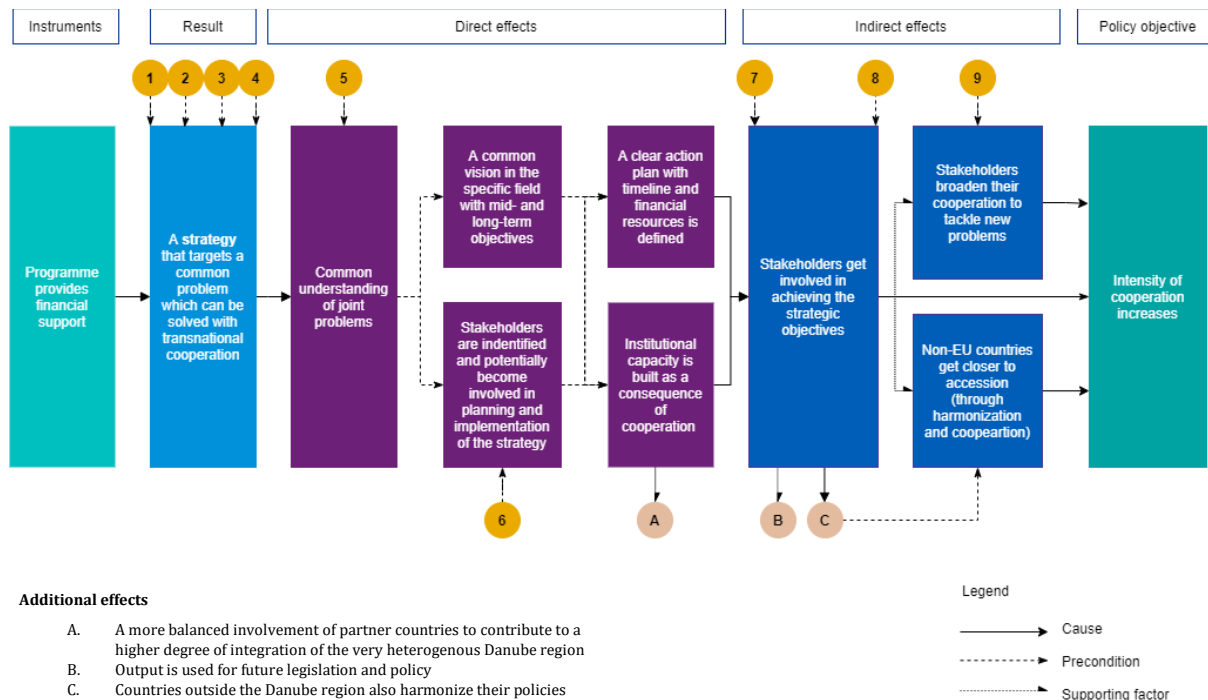 Instruments
Result
Direct effects
Indirect effects
Policy objective
1
2
3
4
5
7
8
9
Programme
provides
financial
support
A strategy
that targets a
common
problem
which can be
solved with
transnational
cooperation
Common
understanding
of joint
problems
A common
vision in the
specific field
with mid- and
long-term
objectives
Stakeholders
are indentified
and potentially
become
involved in
planning and
implementation
of the strategy
A clear action
plan with
timeline and
financial
resources is
defined
Institutional
capacity is
built as a
consequence
of
cooperation
Stakeholders get
involved in
achieving the
strategic
objectives
Stakeholders
broaden their
cooperation to
tackle new
problems
Non-EU countries
get closer to
accession
(through
harmonization
and coopeartion)
Intensity of
cooperation
increases
6
A
B
C
Additional effects
A. A more balanced involvement of partner countries to contribute to a
higher degree of integration of the very heterogenous Danube region
B. Output is used for future legislation and policy
C. Countries outside the Danube region also harmonize their policies
Legend
Cause
Precondition
Supporting factor